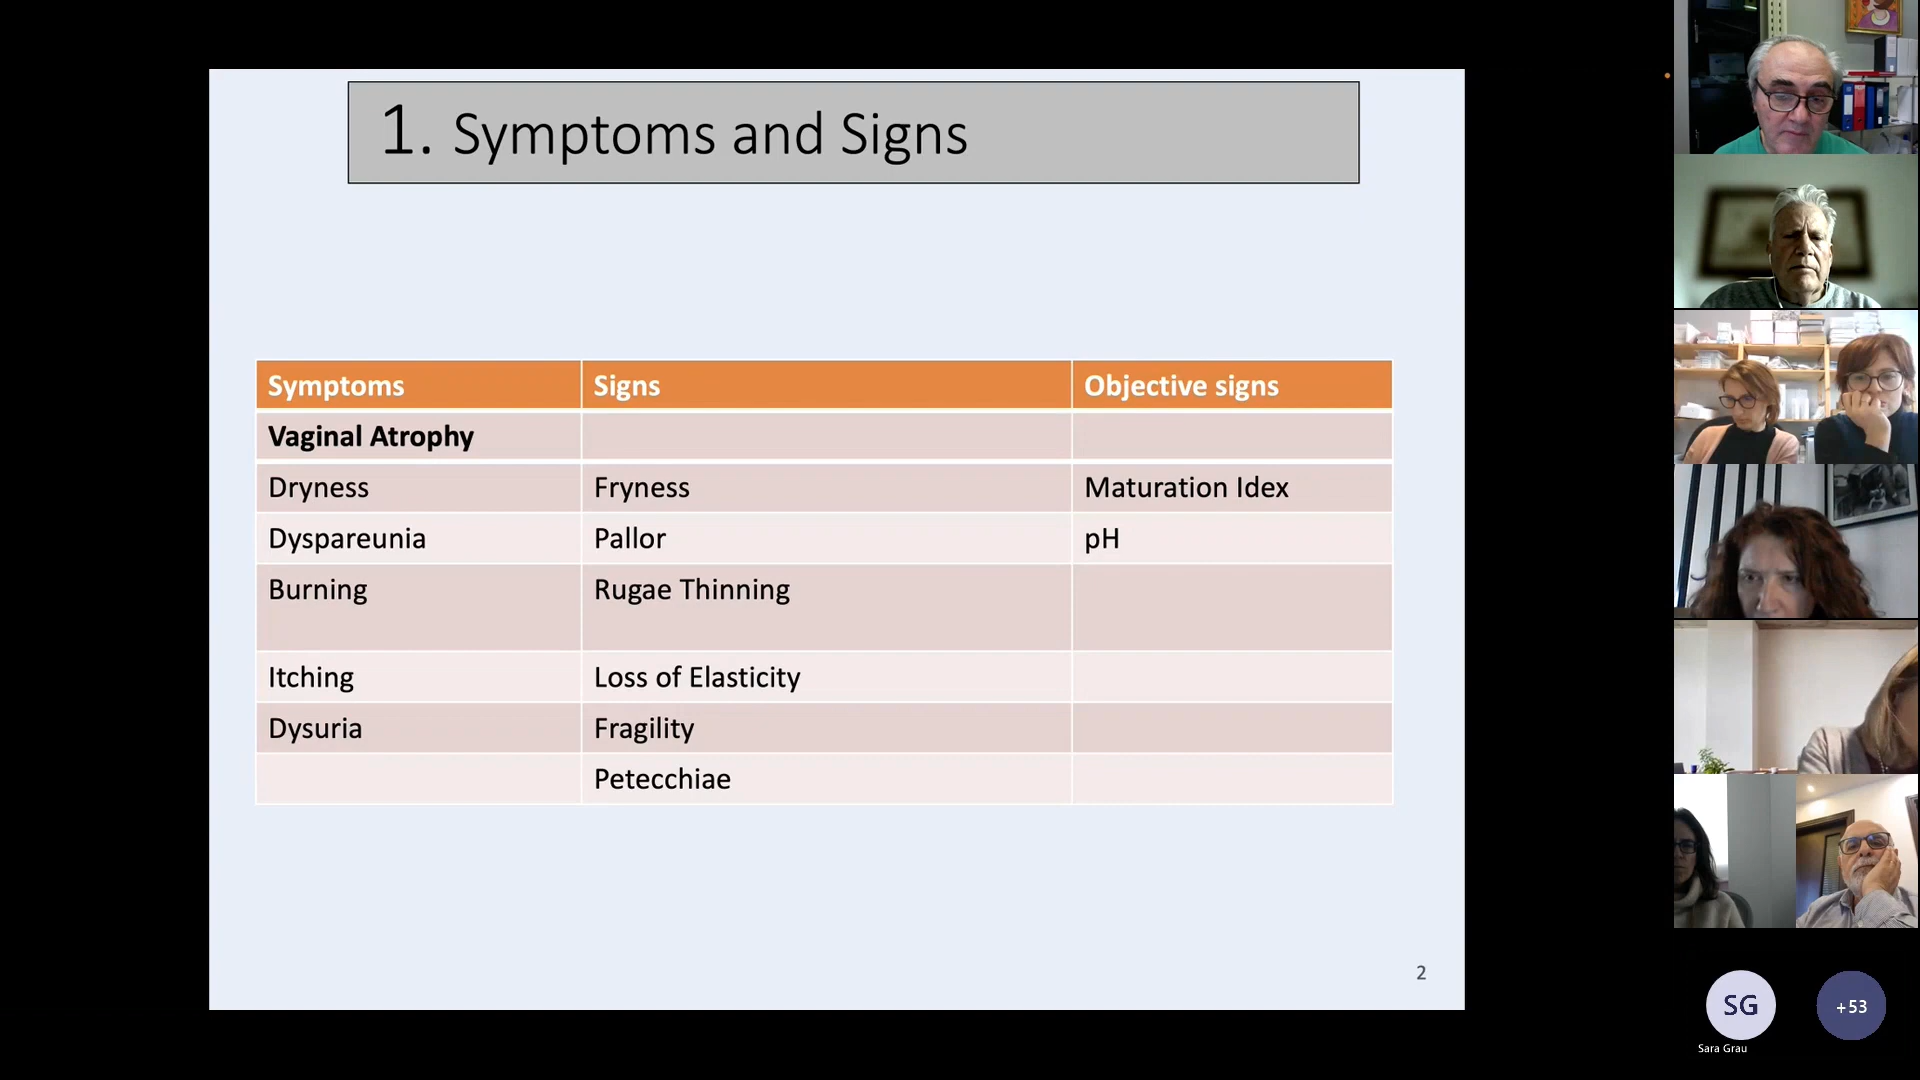 1. Symptoms and Signs
Symptoms Signs Objective signs
Vaginal Atrophy
Dryness Fryness Maturation Idex
Dyspareunia Pallor pH
Burning Rugae Thinning
Itching Loss of Elasticity
Dysuria Fragility
Petecchiae
2
SG
+53
Sara Grau